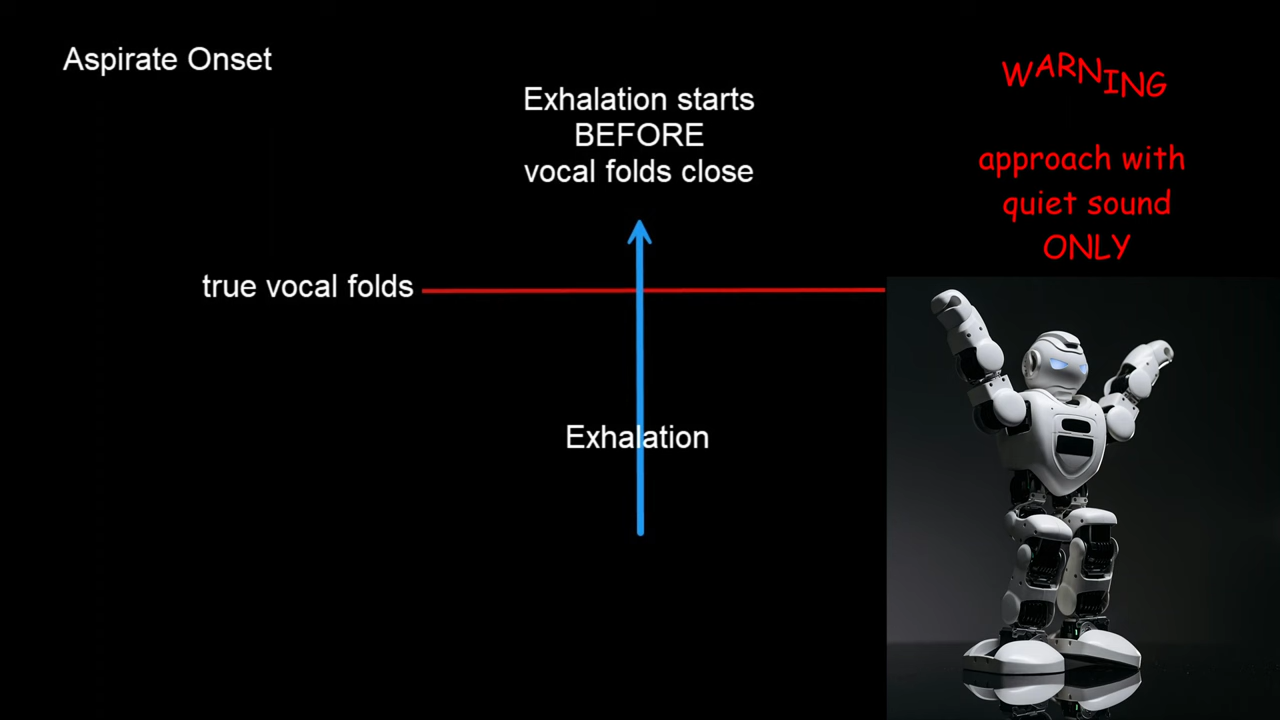 Aspirate Onset
Exhalation starts
BEFORE
vocal folds close
WARNING
approach with
quiet sound
ONLY
true vocal folds
Exhalation